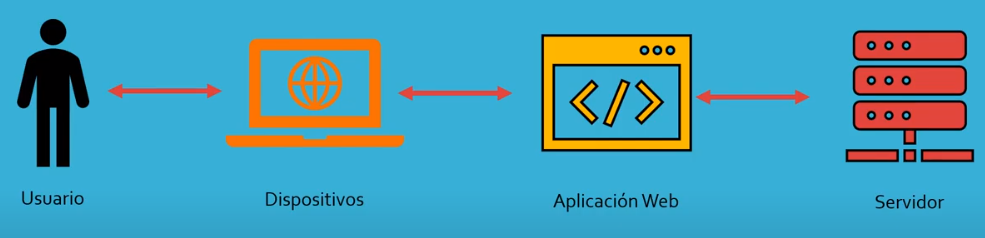 Usuario
Dispositivos
Aplicación Web
Servidor